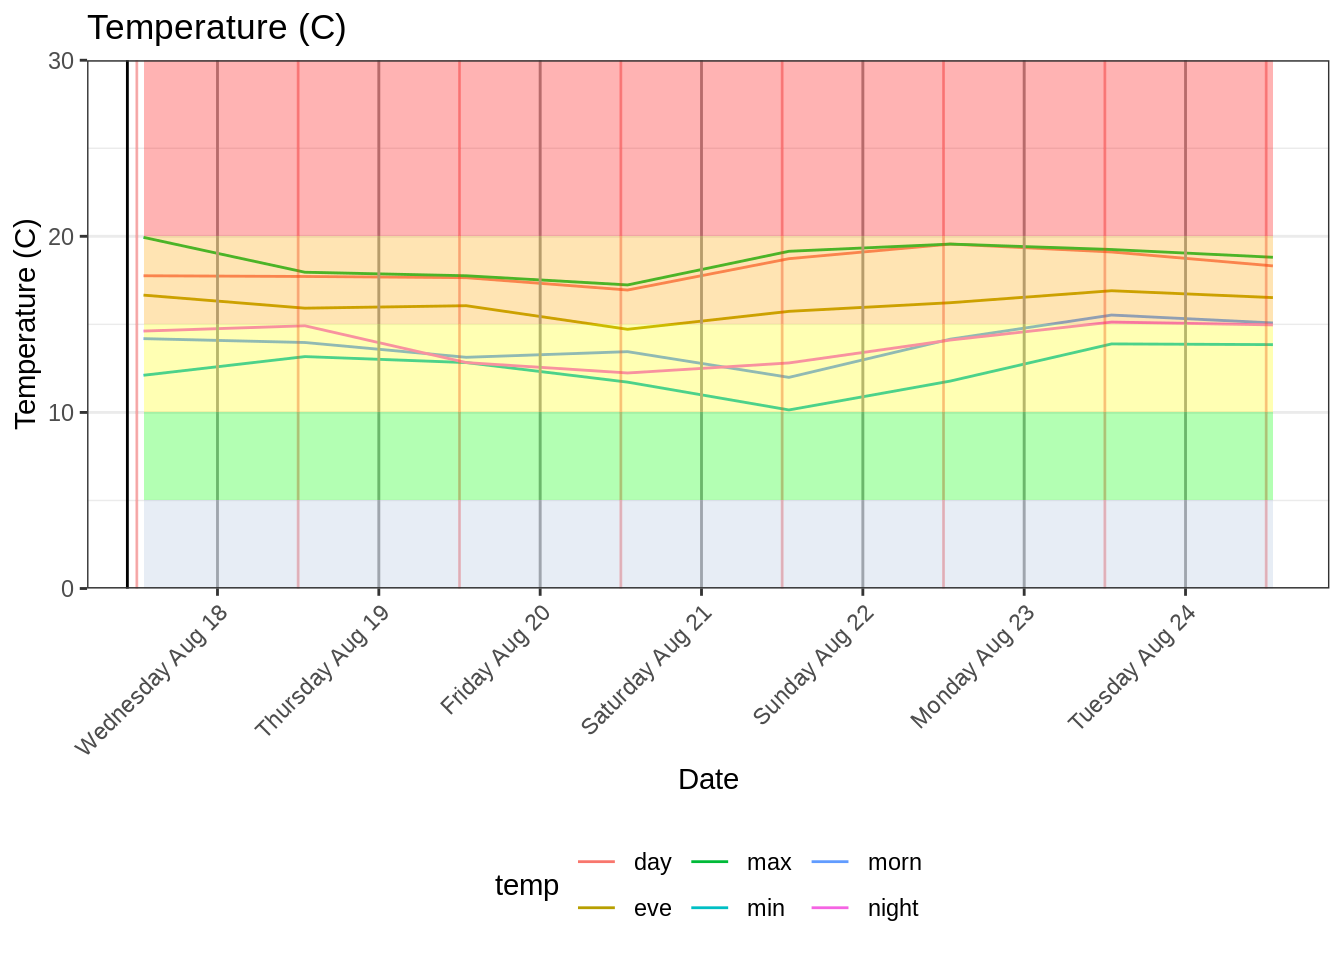 Temperature (C)
30
20
10
0
Temperature (C)
Wednesday Aug 18
Thursday Aug 19
Friday Aug 20
Saturday Aug 21
Sunday Aug 22
Monday Aug 23
Tuesday Aug 24
Date
temp
day max morn
eve min night